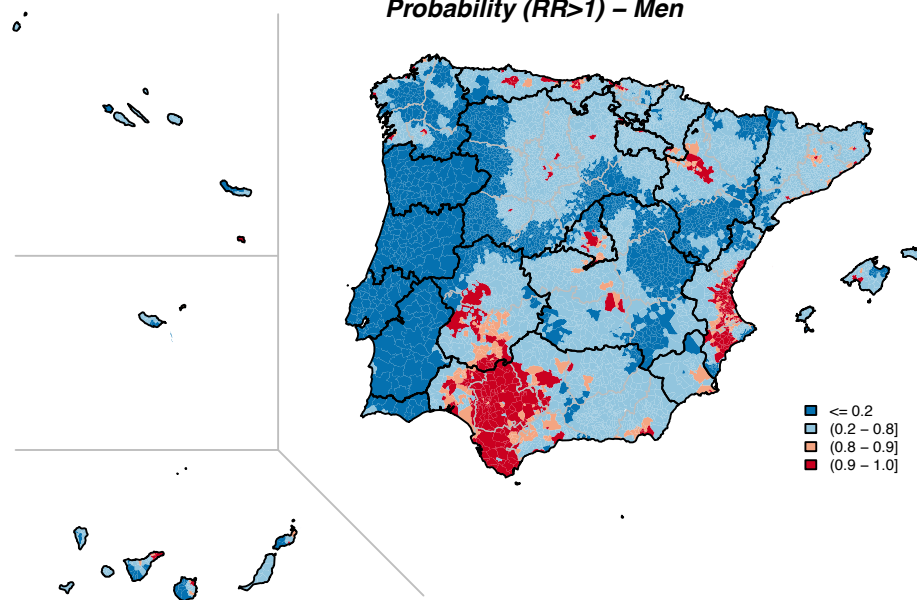 Probability (RR>1) – Men
<= 0.2
(0.2 – 0.8]
(0.8 – 0.9]
(0.9 – 1.0]